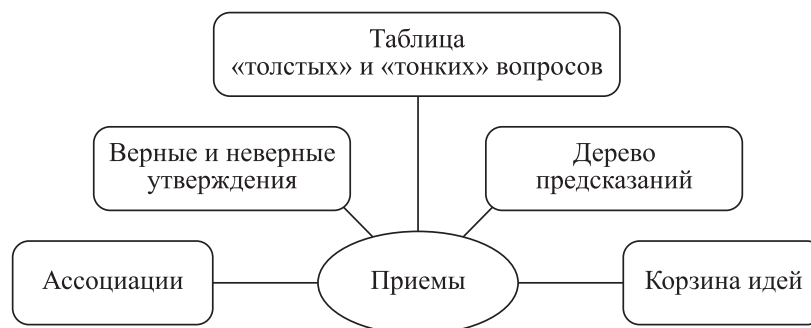 Таблица
«толстых» и «тонких» вопросов
Верные и неверные
утверждения
Дерево
предсказаний
Ассоциации
Приемы
Корзина идей